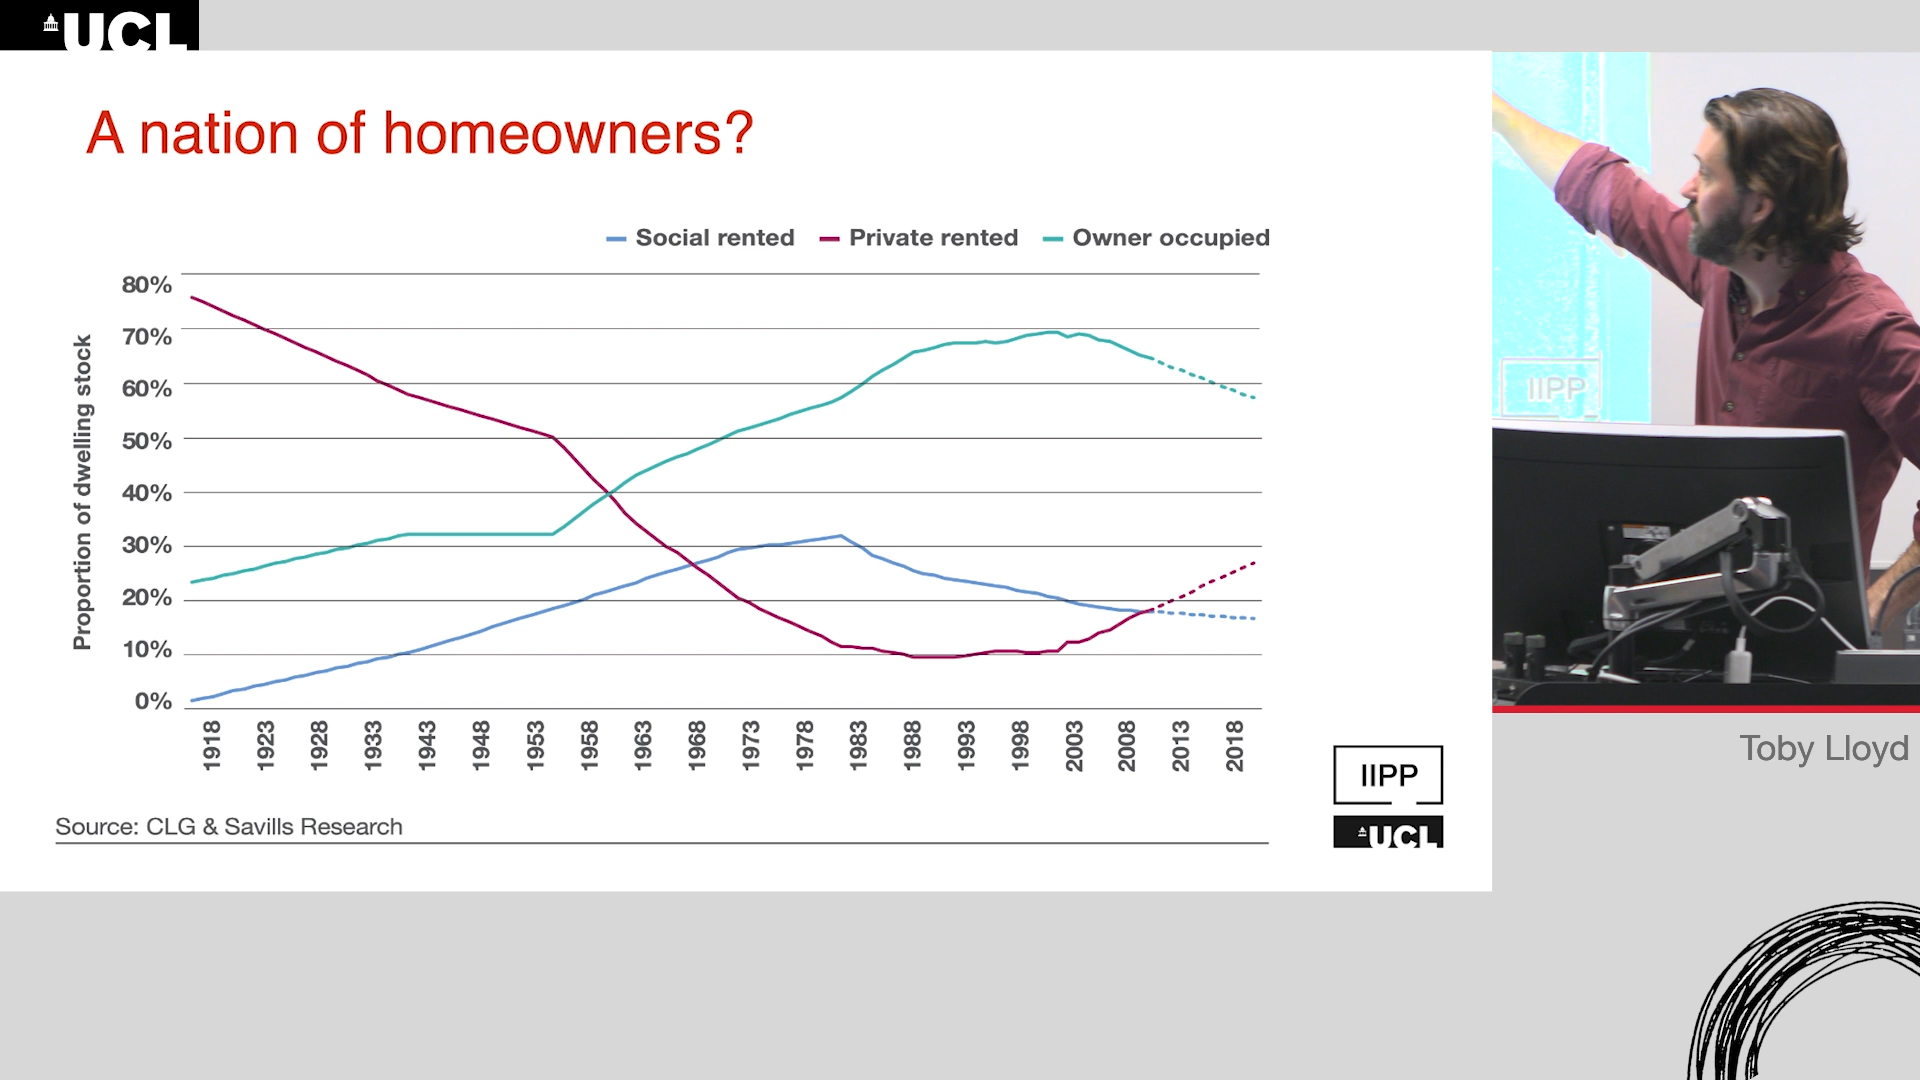 UCL
A nation of homeowners?
Social rented Private rented Owner occupied
Proportion of dwelling stock
80%
70%
60%
50%
40%
30%
20%
10%
0%
1918 1923 1928 1933 1943 1948 1953 1958 1963 1968 1973 1978 1983 1988 1993 1998 2003 2008 2013 2018
Source: CLG & Savills Research
IIPP
UCL
IIPP
Toby Lloyd